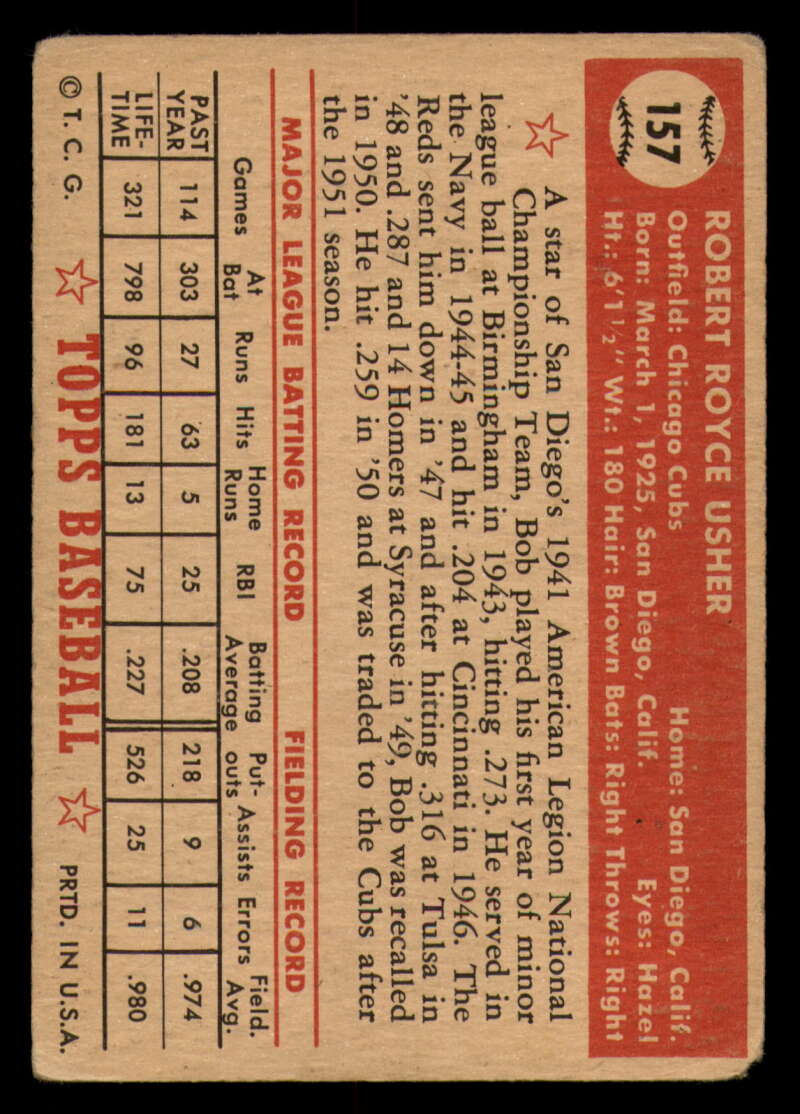 157
ROBERT ROYCE USHER
Outfield: Chicago Cubs Home: San Diego, Calif.
Born: March 1, 1925, San Diego, Calif. Eyes: Hazel
Ht.: 6'1½" Wt.: 180 Hair: Brown Bats: Right Throws: Right
A star of San Diego's 1941 American Legion National
Championship Team, Bob played his first year of minor
league ball at Birmingham in 1943, hitting .273. He served in
the Navy in 1944-45 and hit .204 at Cincinnati in 1946. The
Reds sent him down in '47 and after hitting .316 at Tulsa in
'48 and .287 and 14 Homers at Syracuse in '49, Bob was recalled
in 1950. He hit .259 in '50 and was traded to the Cubs after
the 1951 season.
MAJOR LEAGUE BATTING RECORD FIELDING RECORD
Games At Bat Runs Hits Home Runs RBI Batting Average Put-outs Assists Errors Field. Avg.
PAST YEAR 114 303 27 63 5 25 .208 218 9 6 .974
LIFE-TIME 321 798 96 181 13 75 .227 526 25 11 .980
© T. C. G. TOPPS BASEBALL PRTD. IN U.S.A.